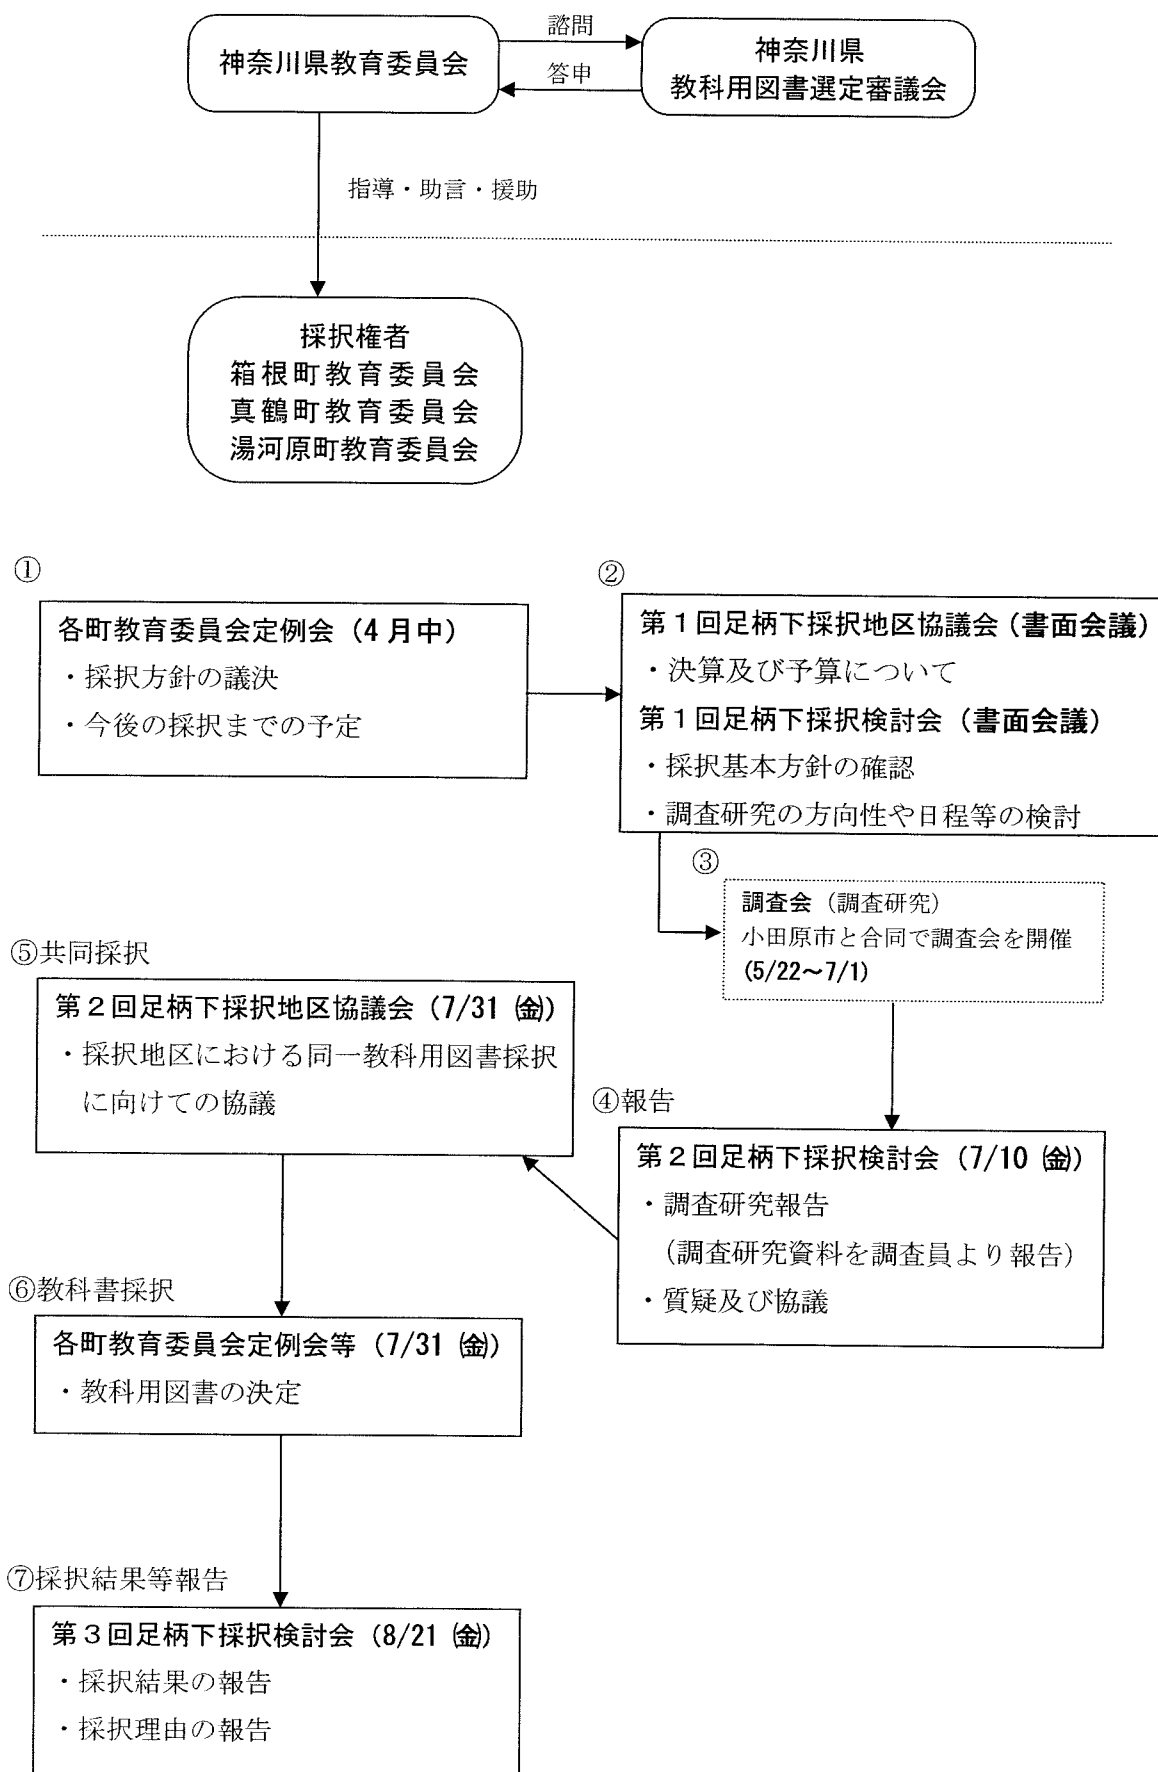 神奈川県教育委員会
諮問
答申
神奈川県
教科用図書選定審議会
指導・助言・援助
採択権者
箱根町教育委員会
真鶴町教育委員会
湯河原町教育委員会
①
各町教育委員会定例会（4月中）
・採択方針の議決
・今後の採択までの予定
②
第1回足柄下採択地区協議会（書面会議）
・決算及び予算について
第1回足柄下採択検討会（書面会議）
・採択基本方針の確認
・調査研究の方向性や日程等の検討
③
調査会（調査研究）
小田原市と合同で調査会を開催
(5/22～7/1)
④報告
第2回足柄下採択検討会（7/10㈮）
・調査研究報告
（調査研究資料を調査員より報告）
・質疑及び協議
⑤共同採択
第2回足柄下採択地区協議会（7/31㈮）
・採択地区における同一教科用図書採択
に向けての協議
⑥教科書採択
各町教育委員会定例会等（7/31㈮）
・教科用図書の決定
⑦採択結果等報告
第3回足柄下採択検討会（8/21㈮）
・採択結果の報告
・採択理由の報告